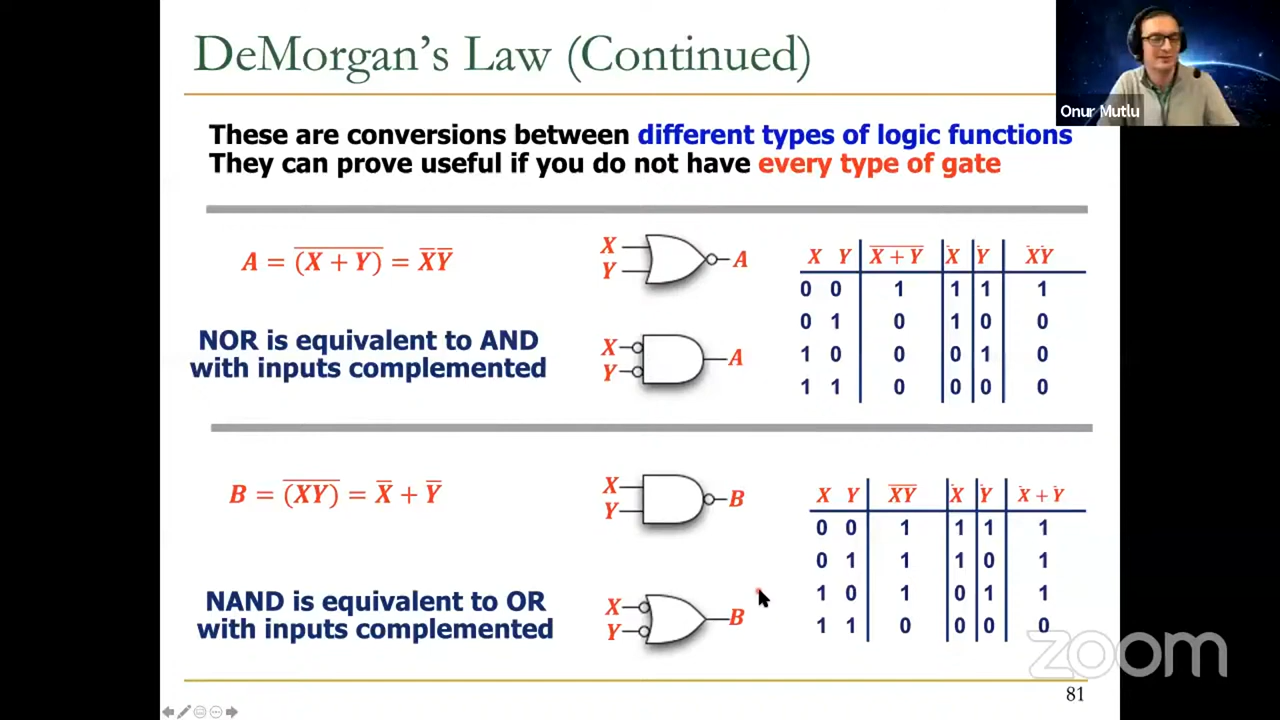 DeMorgan's Law (Continued)
Onur Mutlu
These are conversions between different types of logic functions
They can prove useful if you do not have every type of gate
A = \overline{(X + Y)} = X̅Y̅
X
Y
A
X Y \overline{X + Y} X̅ Y̅ X̅Y̅
0 0 1 1 1 1
0 1 0 1 0 0
1 0 0 0 1 0
1 1 0 0 0 0
NOR is equivalent to AND
with inputs complemented
X
Y
A
B = \overline{(XY)} = X̅ + Y̅
X
Y
B
X Y \overline{XY} X̅ Y̅ X̅ + Y̅
0 0 1 1 1 1
0 1 1 1 0 1
1 0 1 0 1 1
1 1 0 0 0 0
NAND is equivalent to OR
with inputs complemented
X
Y
B
zoom
81